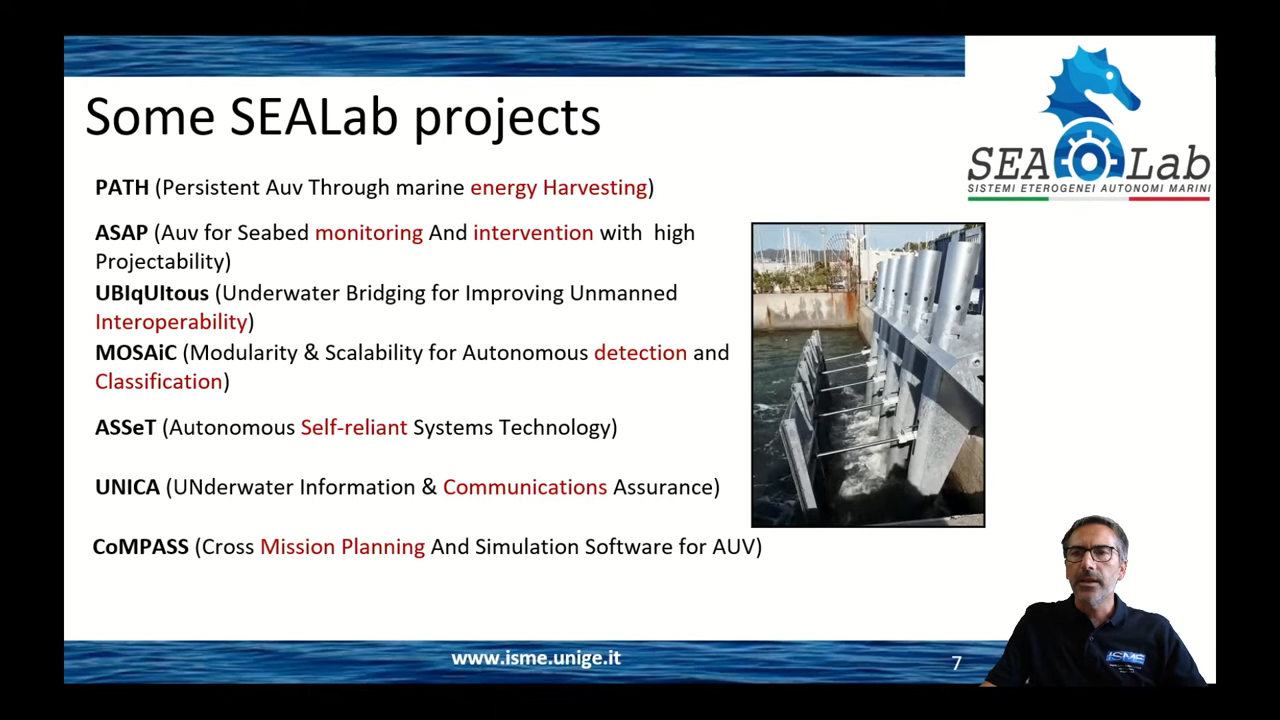 Some SEALab projects
SEA Lab
SISTEMI ETEROGENEI AUTONOMI MARINI
PATH (Persistent Auv Through marine energy Harvesting)
ASAP (Auv for Seabed monitoring And intervention with high
Projectability)
UBIqUItous (Underwater Bridging for Improving Unmanned
Interoperability)
MOSAiC (Modularity & Scalability for Autonomous detection and
Classification)
ASSeT (Autonomous Self-reliant Systems Technology)
UNICA (UNderwater Information & Communications Assurance)
CoMPASS (Cross Mission Planning And Simulation Software for AUV)
www.isme.unige.it
7
ISME